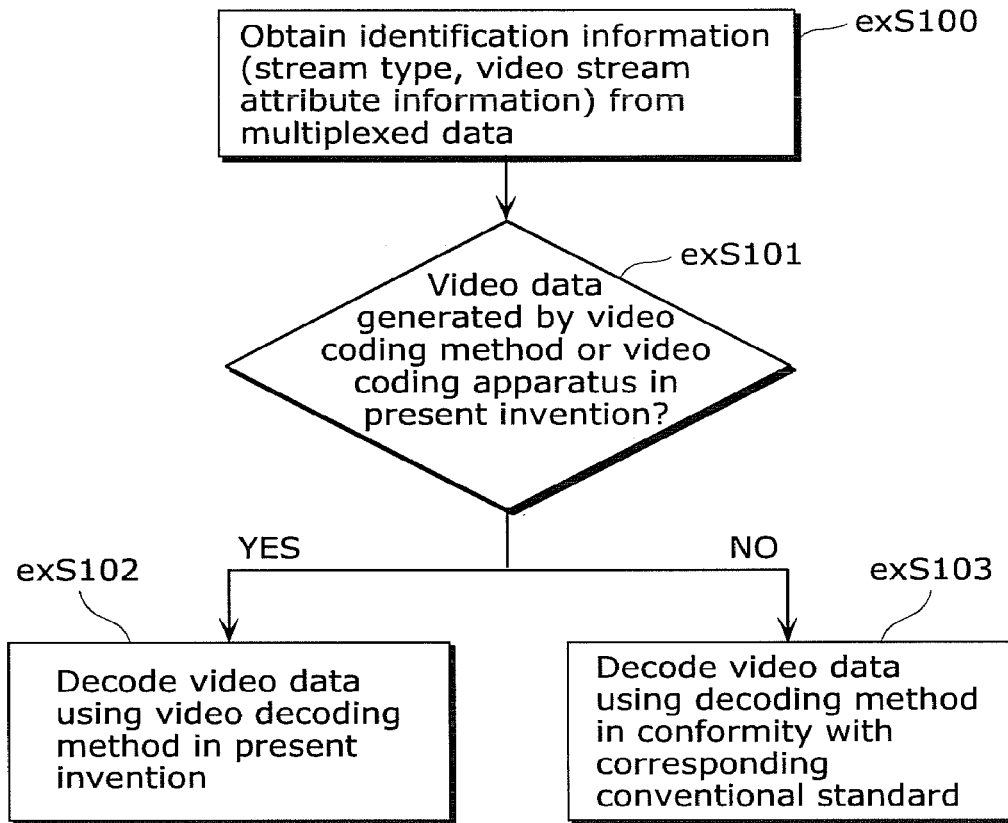 exS100
Obtain identification information
(stream type, video stream
attribute information) from
multiplexed data
exS101
Video data
generated by video
coding method or video
coding apparatus in
present invention?
YES
NO
exS102
exS103
Decode video data
using video decoding
method in present
invention
Decode video data
using decoding method
in conformity with
corresponding
conventional standard